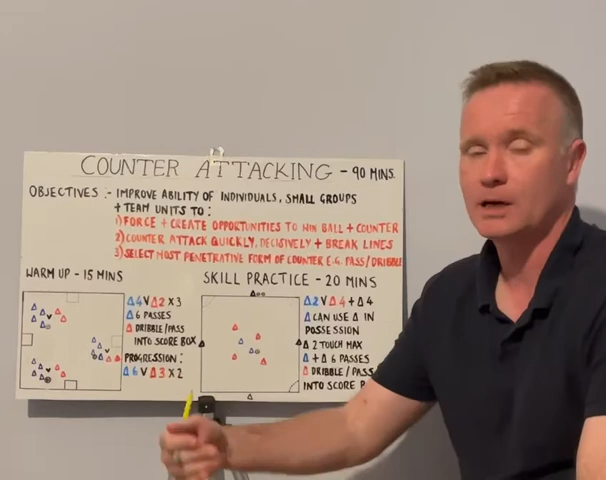 COUNTER ATTACKING - 90 MINS.
OBJECTIVES :- IMPROVE ABILITY OF INDIVIDUALS, SMALL GROUPS
+ TEAM UNITS TO:
1) FORCE + CREATE OPPORTUNITIES TO WIN BALL + COUNTER
2) COUNTER ATTACK QUICKLY, DECISIVELY + BREAK LINES
3) SELECT MOST PENETRATIVE FORM OF COUNTER E.G. PASS/DRIBBLE
WARM UP - 15 MINS
Δ4 V Δ2 X 3
Δ 6 PASSES
Δ DRIBBLE/PASS
INTO SCORE BOX
PROGRESSION:
Δ6 V Δ3 X 2
SKILL PRACTICE - 20 MINS
Δ2 V Δ4 + Δ4
Δ CAN USE Δ IN
POSSESSION
Δ 2 TOUCH MAX
Δ + Δ 6 PASSES
Δ DRIBBLE / PASS
INTO SCORE